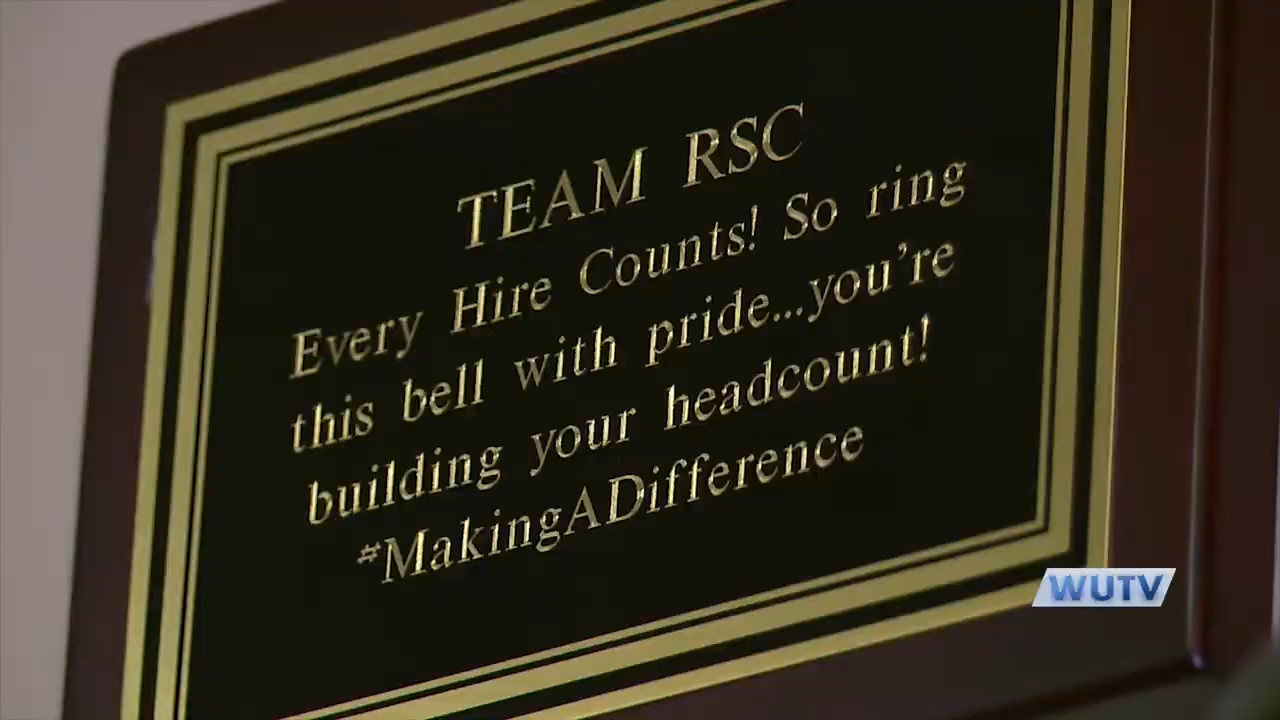 TEAM RSC
Every Hire Counts! So ring
this bell with pride...you're
building your headcount!
#MakingADifference
WUTV